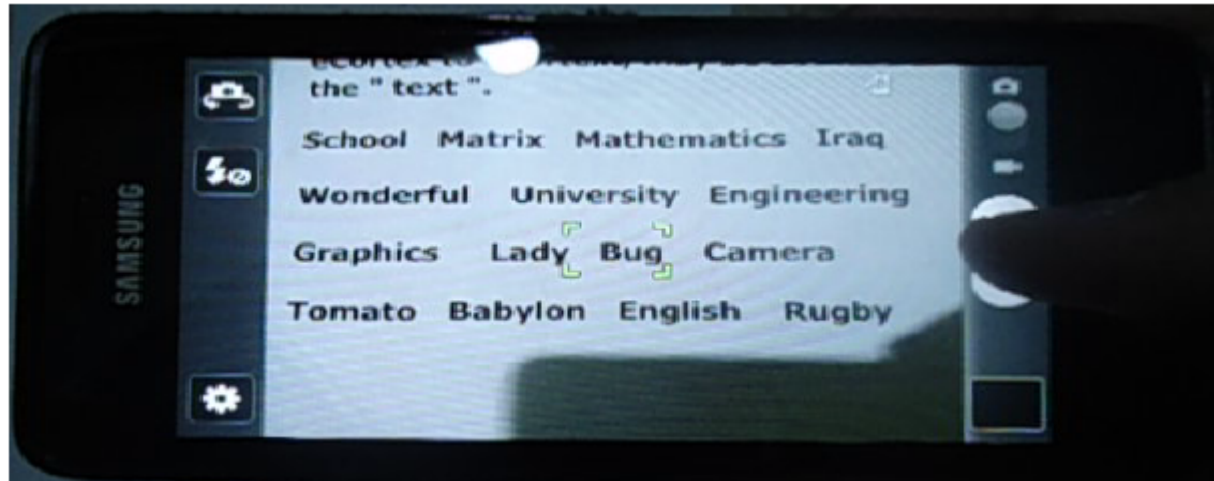 the " text ".
School Matrix Mathematics Iraq
Wonderful University Engineering
Graphics Lady Bug Camera
Tomato Babylon English Rugby
SAMSUNG